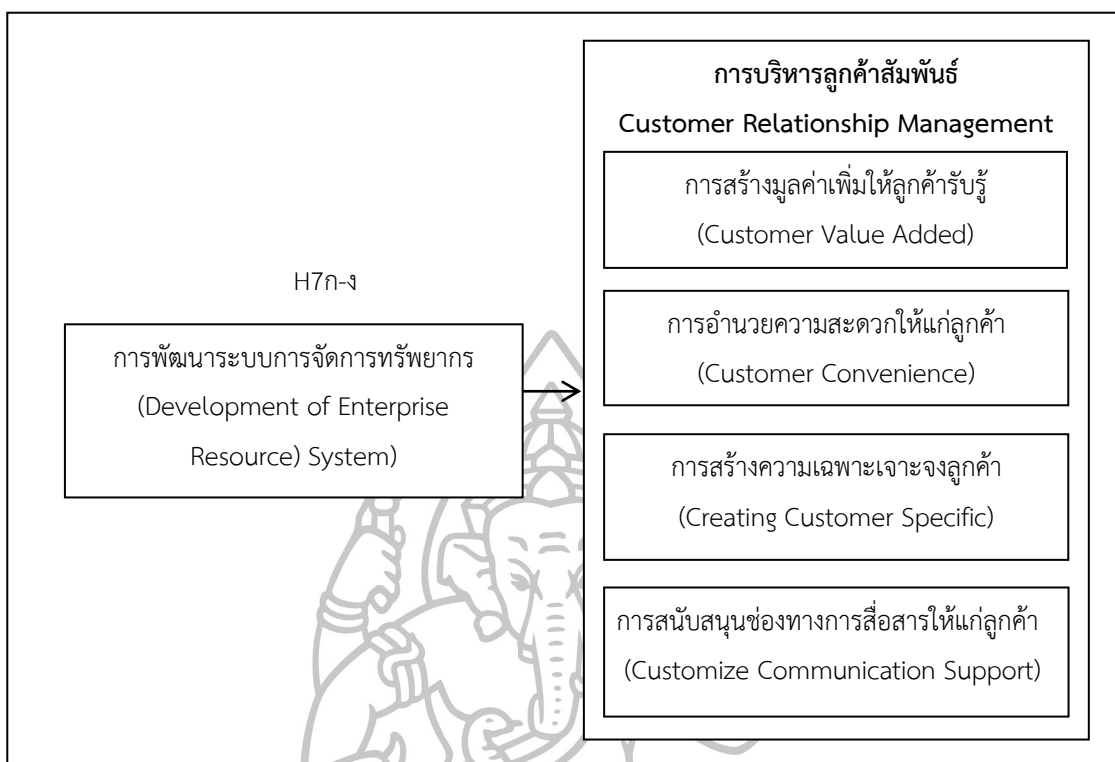 H7ก-ง
การพัฒนาระบบการจัดการทรัพยากร
(Development of Enterprise
Resource) System)
การบริหารลูกค้าสัมพันธ์
Customer Relationship Management
การสร้างมูลค่าเพิ่มให้ลูกค้ารับรู้
(Customer Value Added)
การอำนวยความสะดวกให้แก่ลูกค้า
(Customer Convenience)
การสร้างความเฉพาะเจาะจงลูกค้า
(Creating Customer Specific)
การสนับสนุนช่องทางการสื่อสารให้แก่ลูกค้า
(Customize Communication Support)